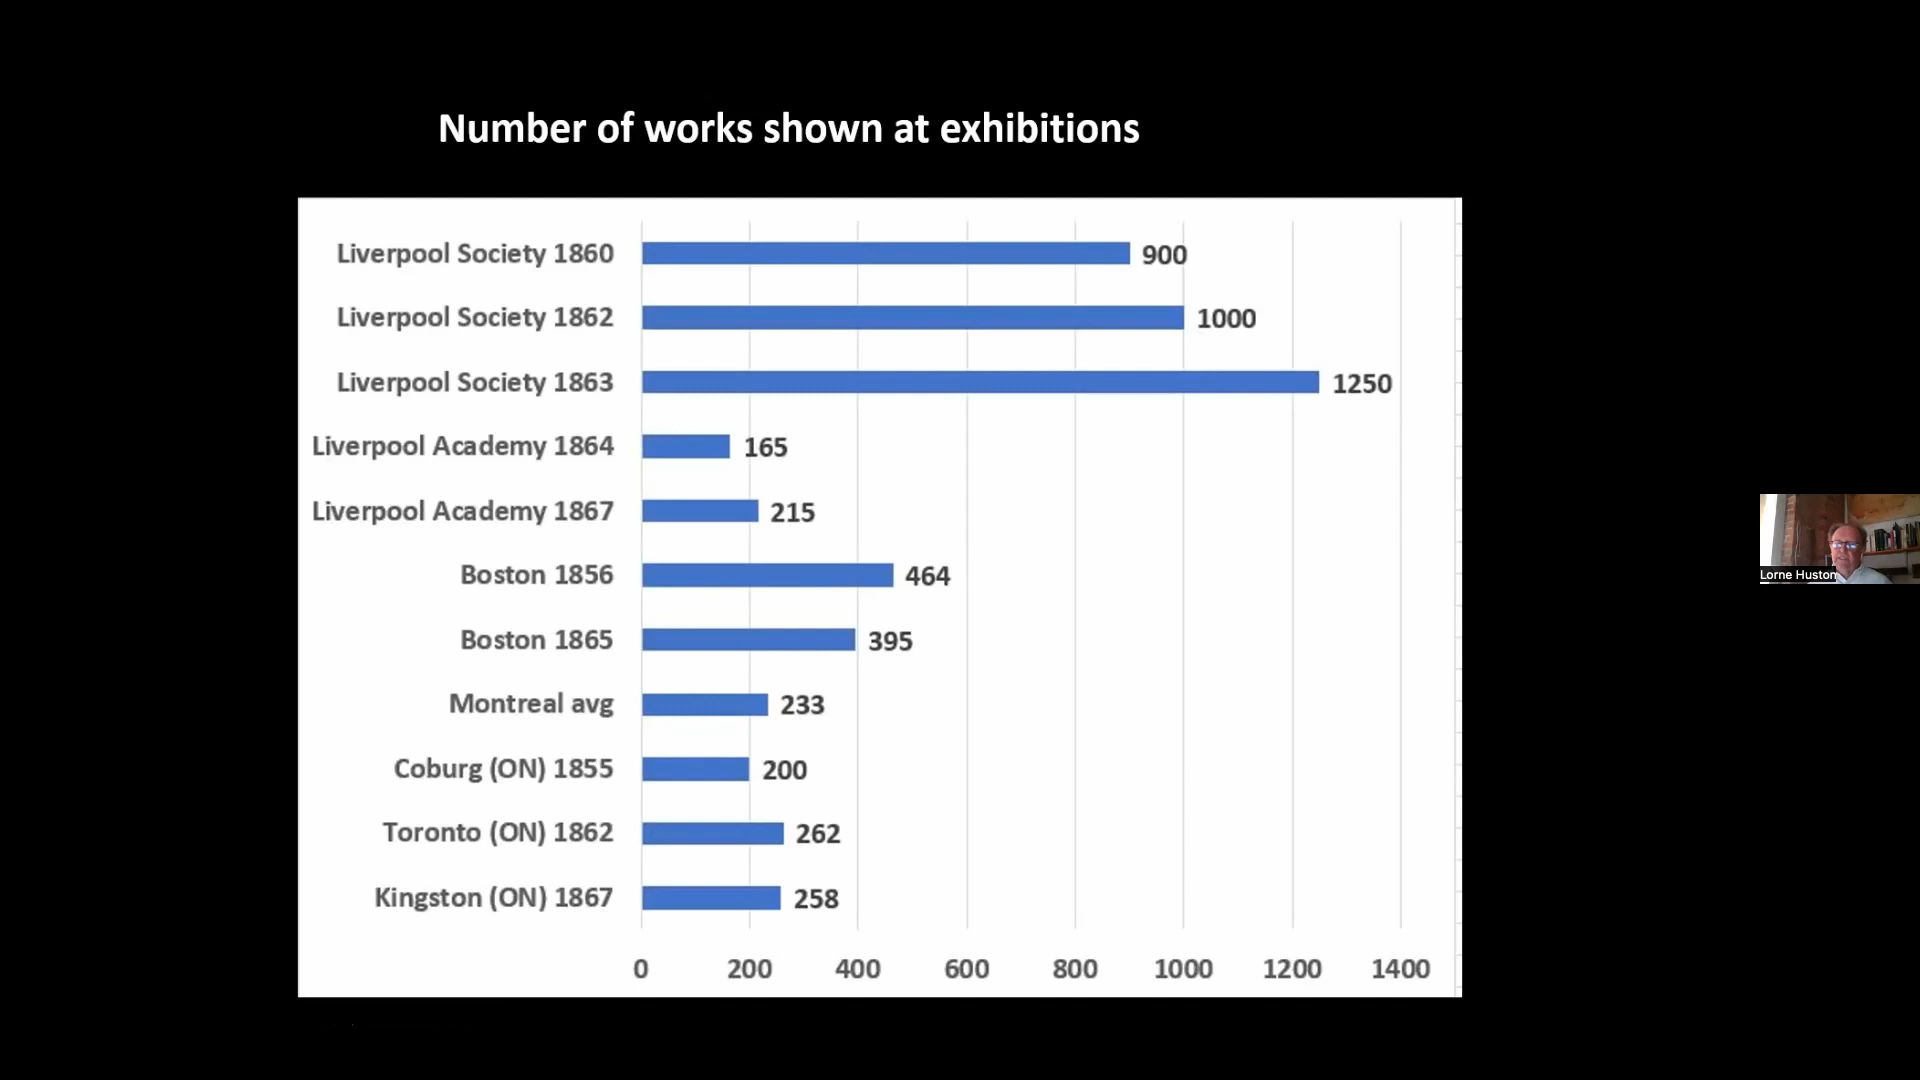 Number of works shown at exhibitions
Liverpool Society 1860 900
Liverpool Society 1862 1000
Liverpool Society 1863 1250
Liverpool Academy 1864 165
Liverpool Academy 1867 215
Boston 1856 464
Boston 1865 395
Montreal avg 233
Coburg (ON) 1855 200
Toronto (ON) 1862 262
Kingston (ON) 1867 258
0 200 400 600 800 1000 1200 1400
Lorne Huston